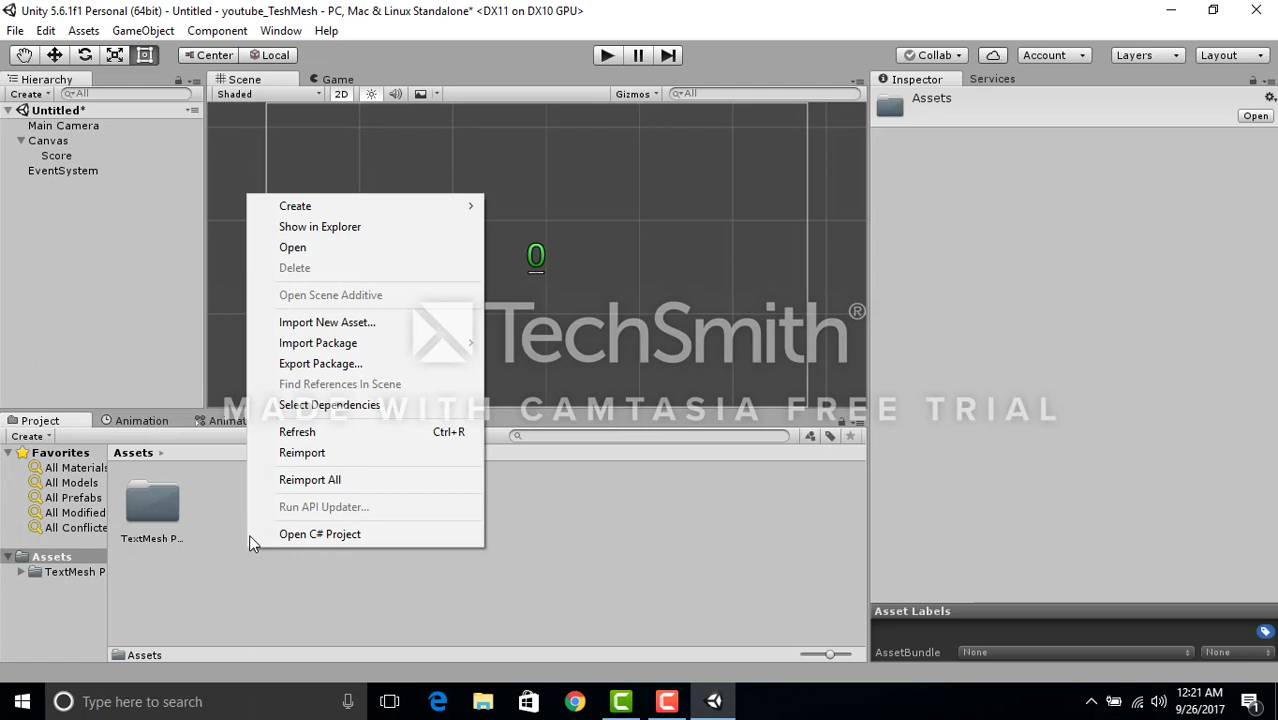 Unity 5.6.1f1 Personal (64bit) - Untitled - youtube_TeshMesh - PC, Mac & Linux Standalone* <DX11 on DX10 GPU>
File Edit Assets GameObject Component Window Help
Center Local Collab Account Layers Layout
Hierarchy Scene Game Inspector Services
Create All Shaded 2D Gizmos All
Assets
Open
Untitled*
Main Camera
Canvas
Score
EventSystem
0
Create
Show in Explorer
Open
Delete
Open Scene Additive
Import New Asset...
Import Package
Export Package...
Find References In Scene
Select Dependencies
Refresh Ctrl+R
Reimport
Reimport All
Run API Updater...
Open C# Project
TechSmith®
MADE WITH CAMTASIA FREE TRIAL
Project Animation Animat
Create
Favorites
All Materials
All Models
All Prefabs
All Modified
All Conflicte
Assets
TextMesh P
Assets
TextMesh P...
Assets
Asset Labels
AssetBundle None None
Type here to search
12:21 AM
9/26/2017
1